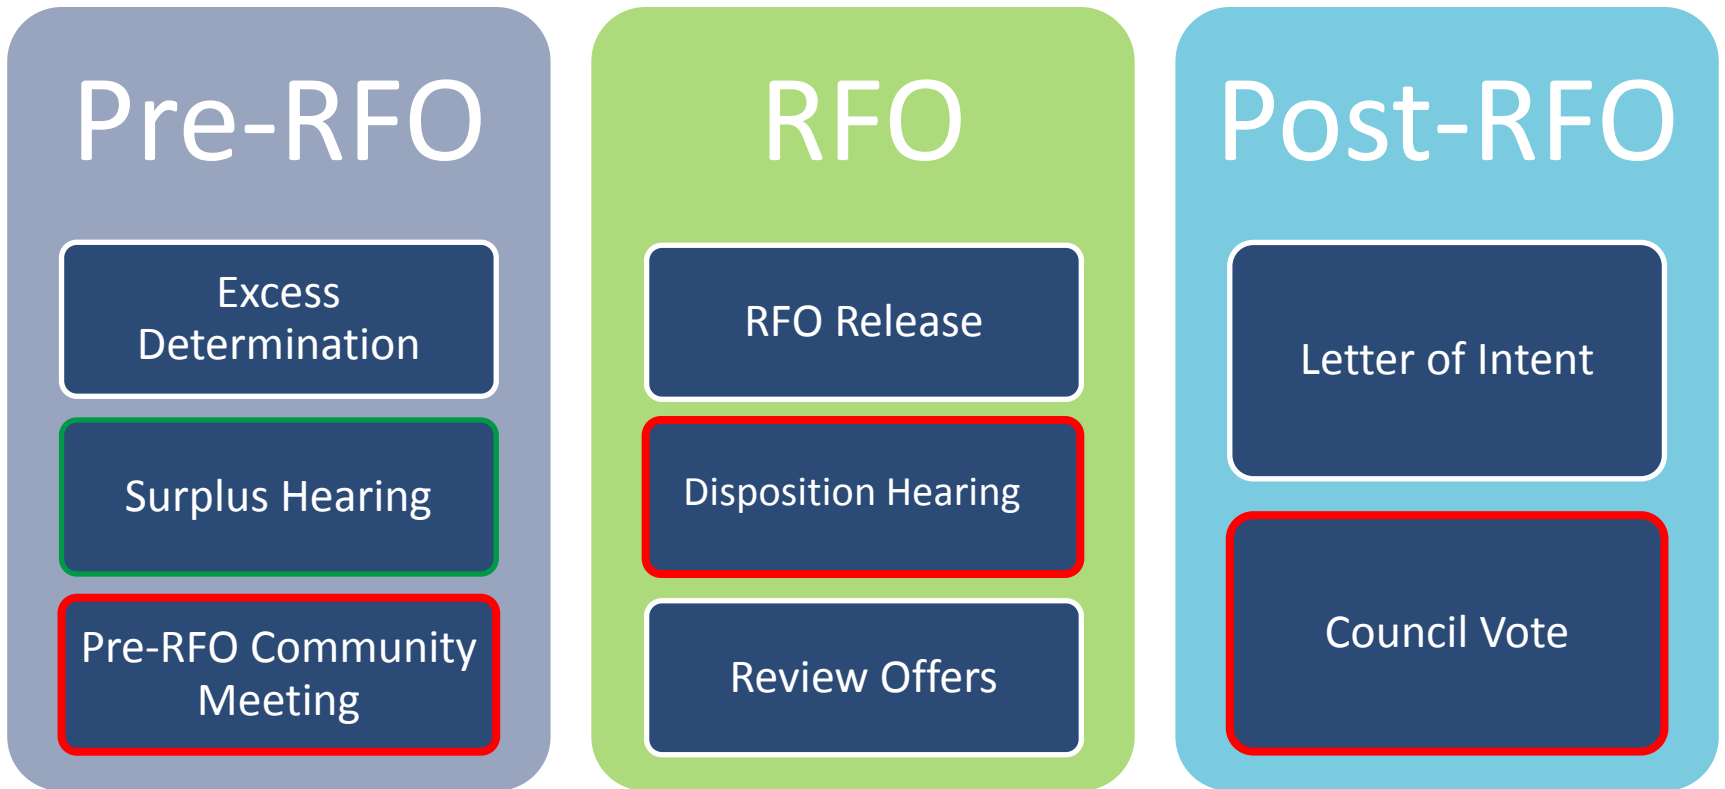 Pre-RFO
Excess
Determination
Surplus Hearing
Pre-RFO Community
Meeting
RFO
RFO Release
Disposition Hearing
Review Offers
Post-RFO
Letter of Intent
Council Vote